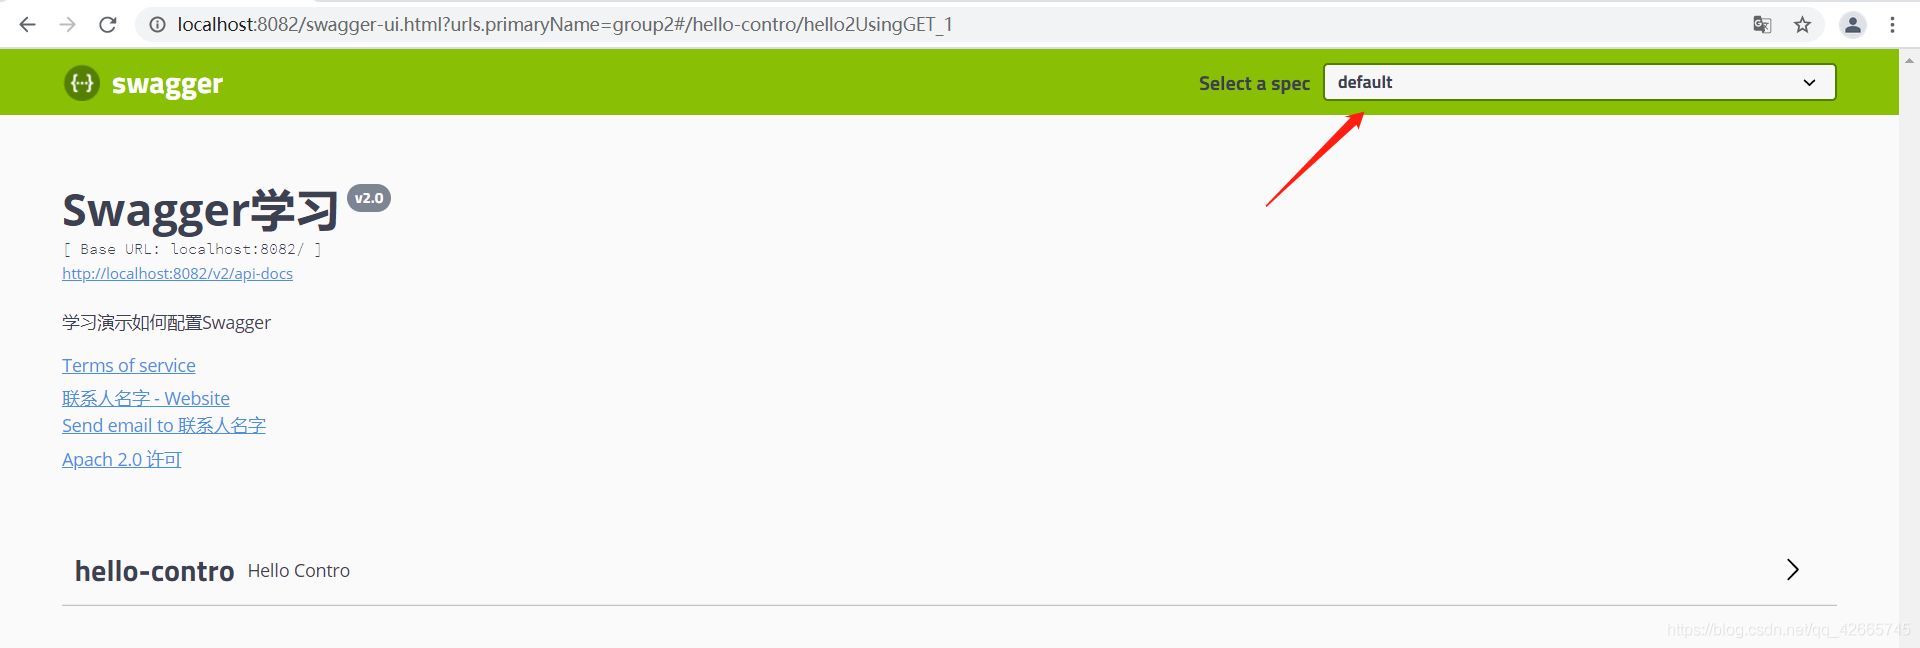 localhost:8082/swagger-ui.html?urls.primaryName=group2#/hello-contro/hello2UsingGET_1
swagger
Select a spec
default
Swagger学习 v2.0
[ Base URL: localhost:8082/ ]
http://localhost:8082/v2/api-docs
学习演示如何配置Swagger
Terms of service
联系人名字 - Website
Send email to 联系人名字
Apach 2.0 许可
hello-contro Hello Contro
https://blog.csdn.net/qq_42665745